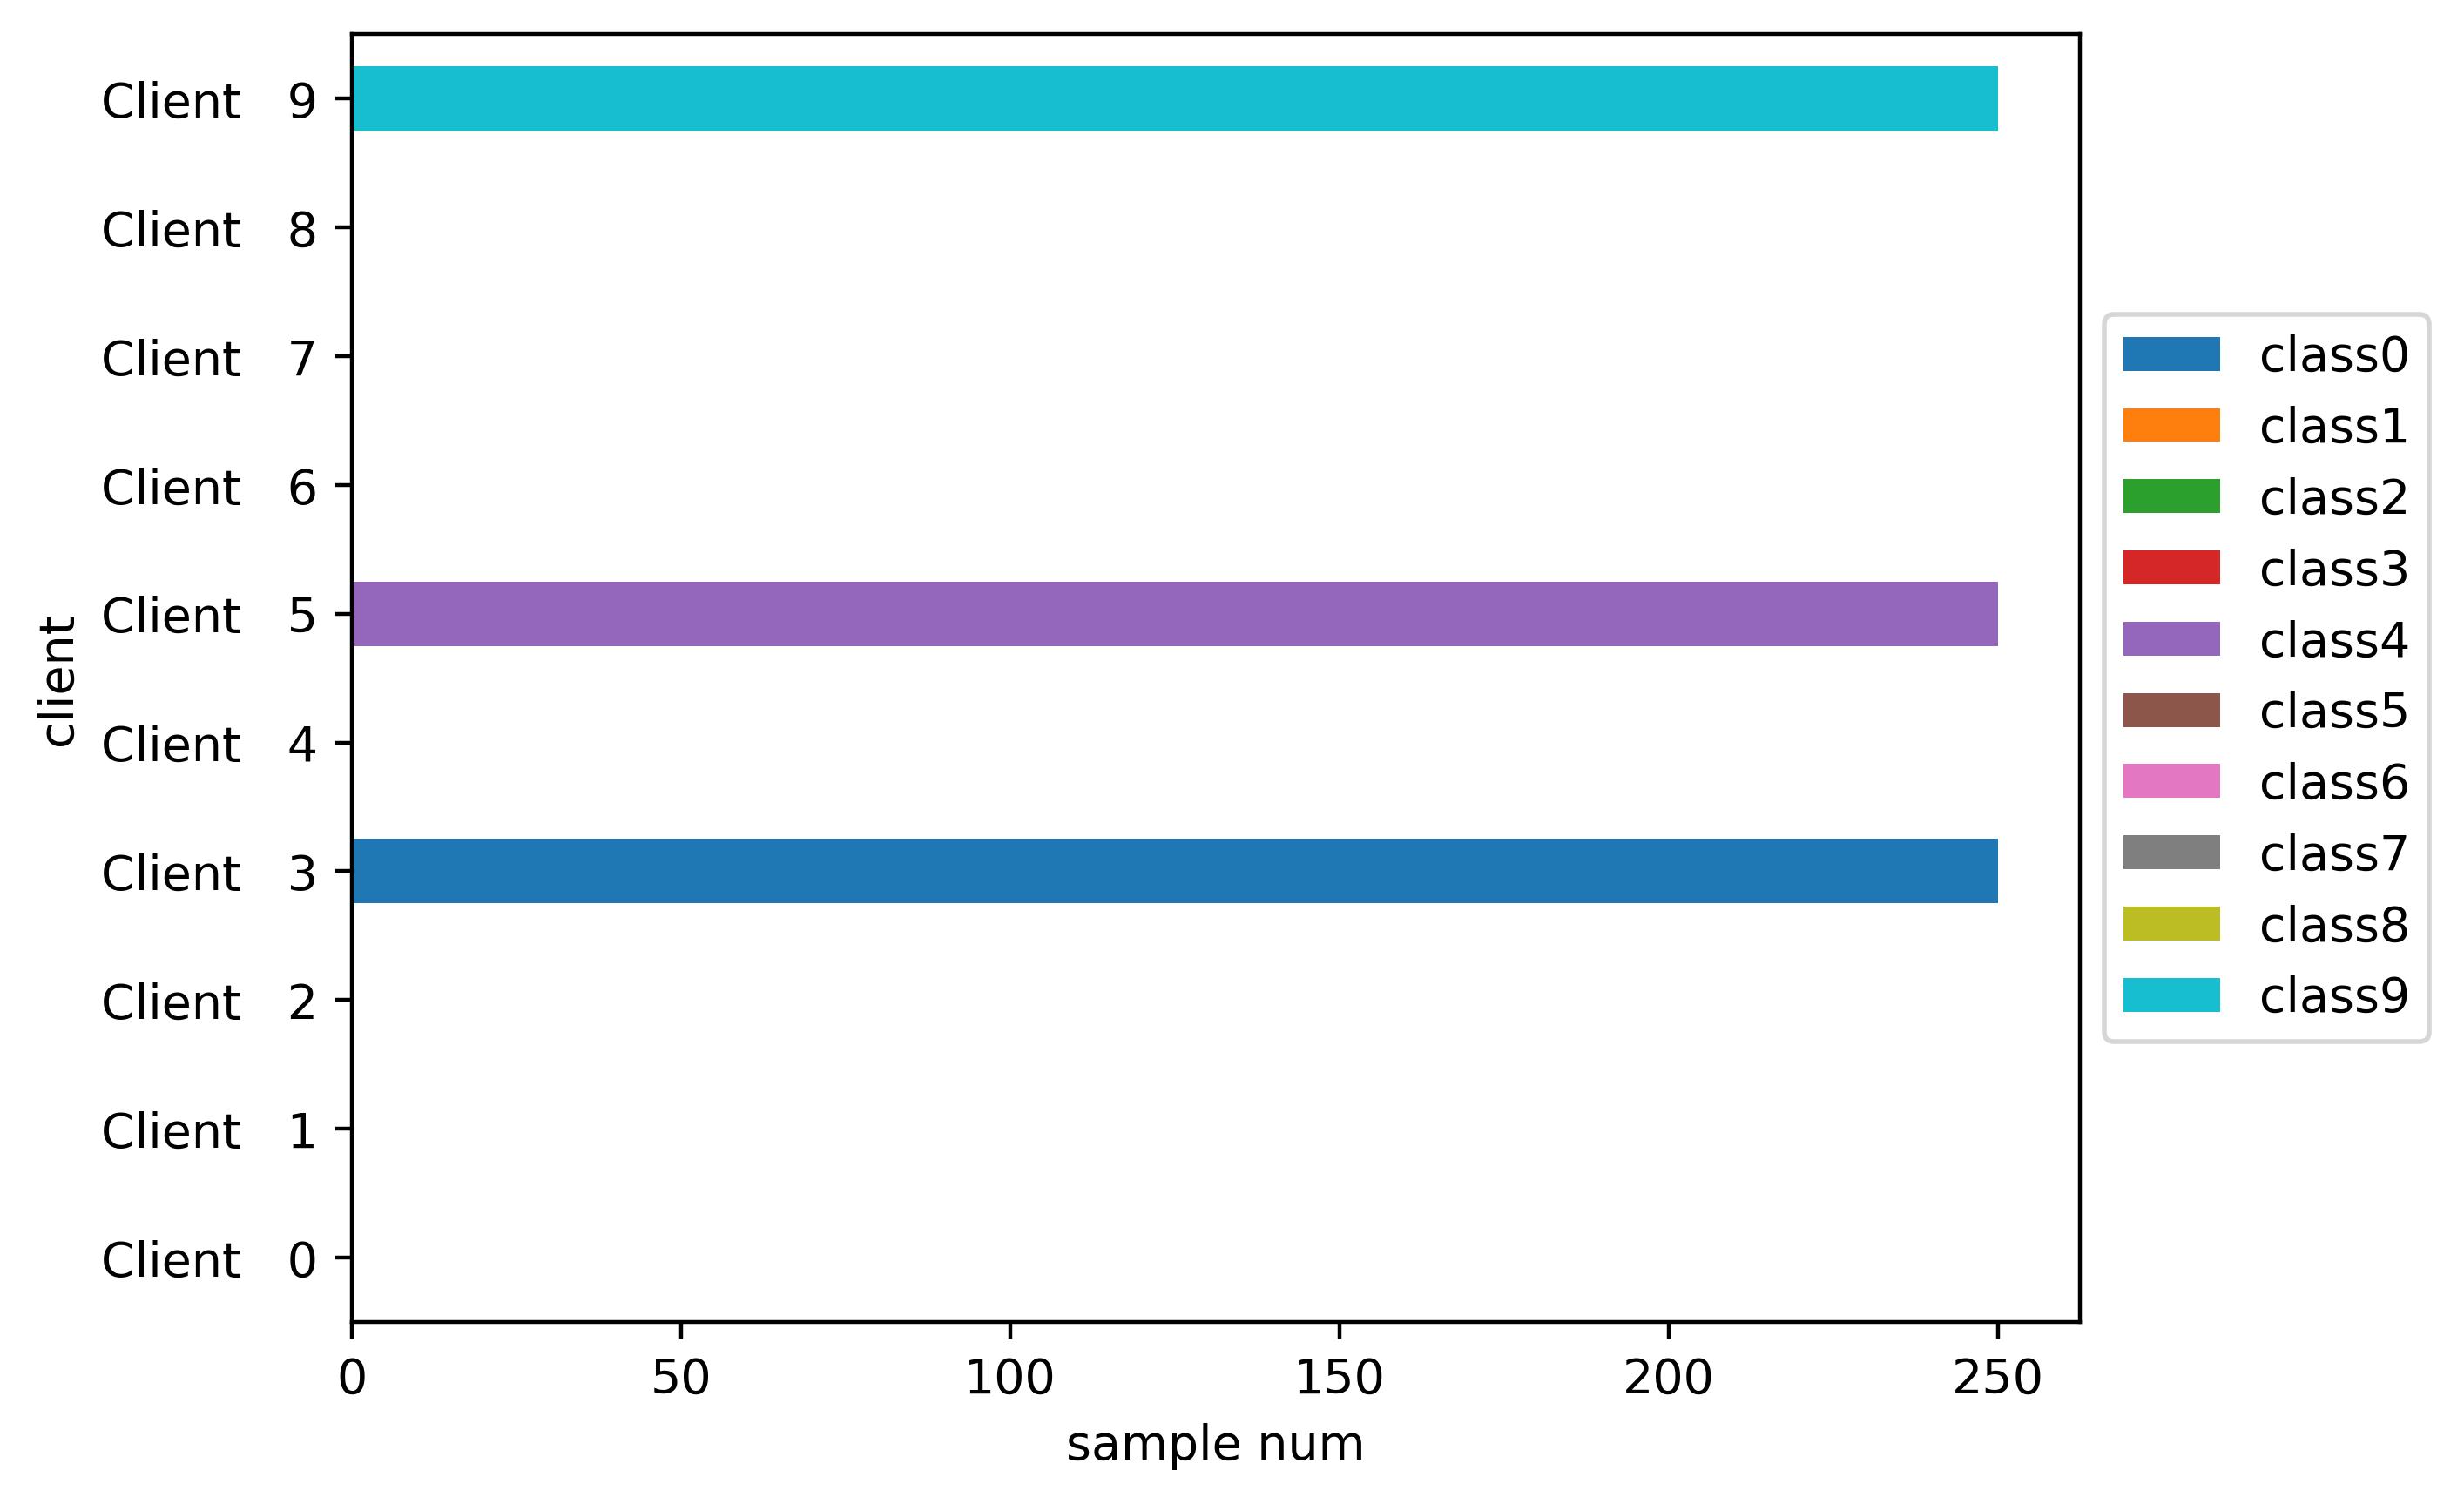 Client 9
Client 8
Client 7
Client 6
Client 5
Client 4
Client 3
Client 2
Client 1
Client 0
client
0 50 100 150 200 250
sample num
class0
class1
class2
class3
class4
class5
class6
class7
class8
class9